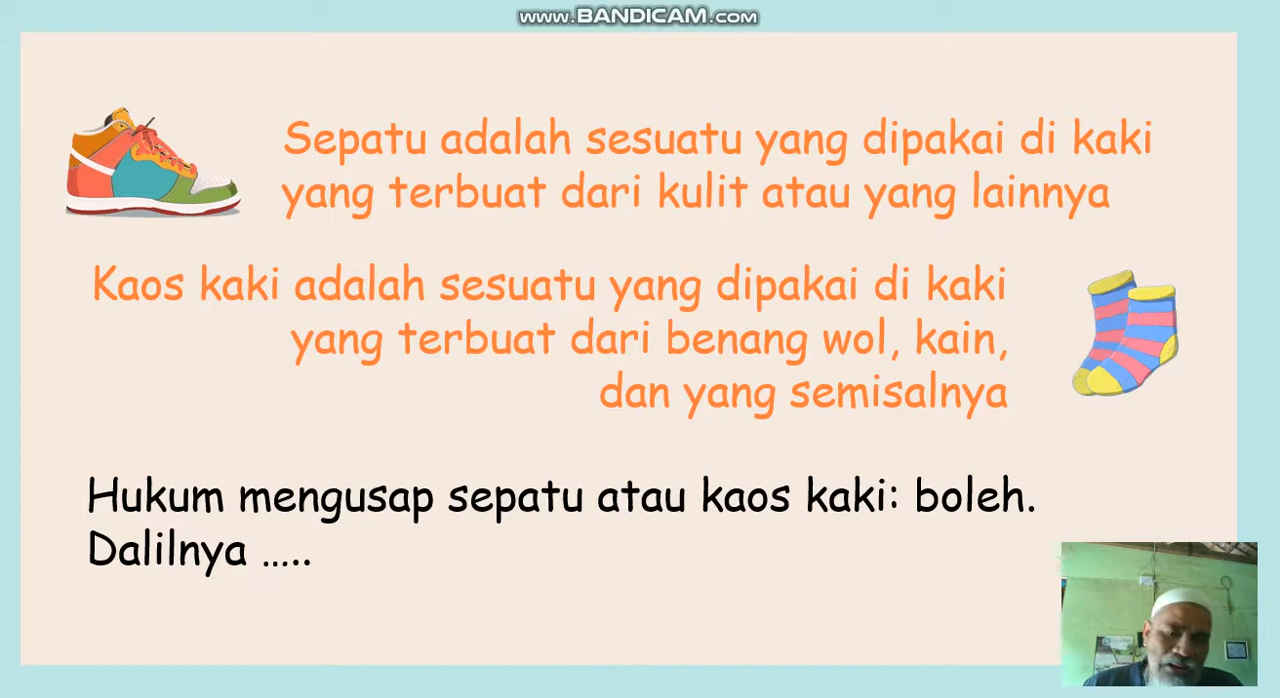 WWW.BANDICAM.COM
Sepatu adalah sesuatu yang dipakai di kaki
yang terbuat dari kulit atau yang lainnya
Kaos kaki adalah sesuatu yang dipakai di kaki
yang terbuat dari benang wol, kain,
dan yang semisalnya
Hukum mengusap sepatu atau kaos kaki: boleh.
Dalilnya .....